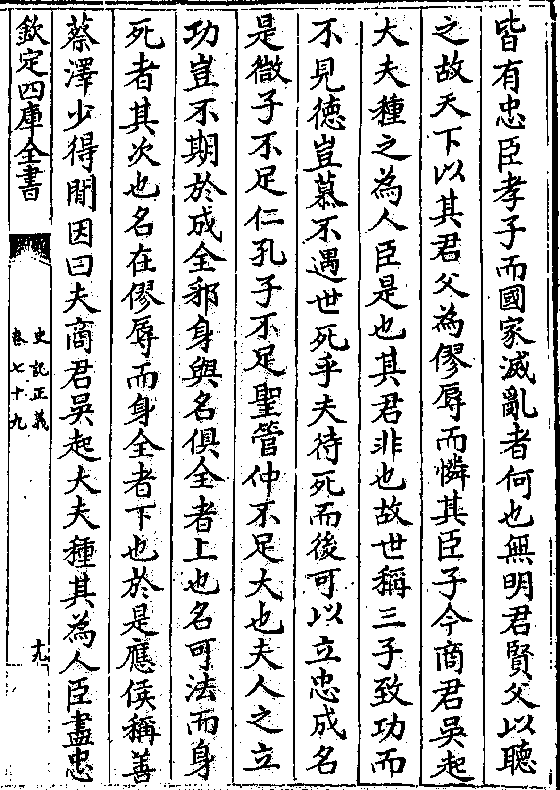 皆有忠臣孝子而國家滅亂者何也無明君賢父以聽
之故天下以其君父為僇辱而憐其臣子今商君吳起
大夫種之為人臣是也其君非也故世稱三子致功而
不見德豈慕不遇世死乎夫待死而後可以立忠成名
是微子不足仁孔子不足聖管仲不足大也夫人之立
功豈不期於成全邪身與名俱全者上也名可法而身
死者其次也名在僇辱而身全者下也於是應侯稱善
蔡澤少得閒因曰夫商君吳起大夫種其為人臣盡忠
欽定四庫全書
史記正義
卷七十九
十九